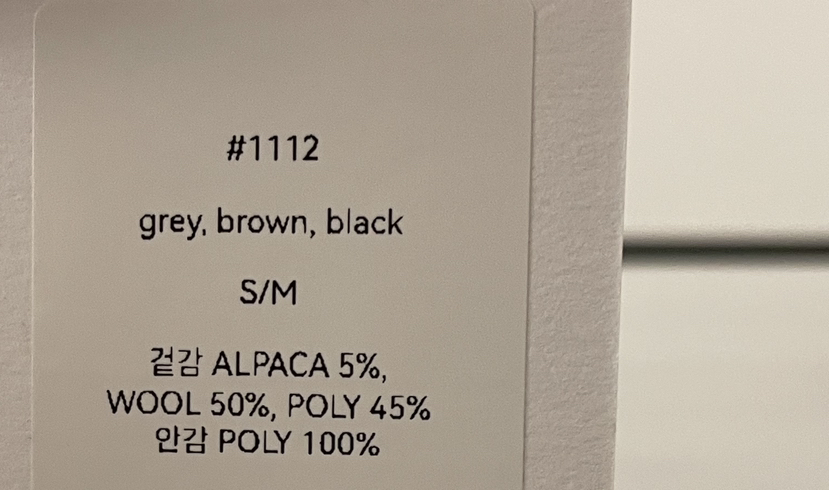 #1112
grey, brown, black
S/M
겉감 ALPACA 5%,
WOOL 50%, POLY 45%
안감 POLY 100%